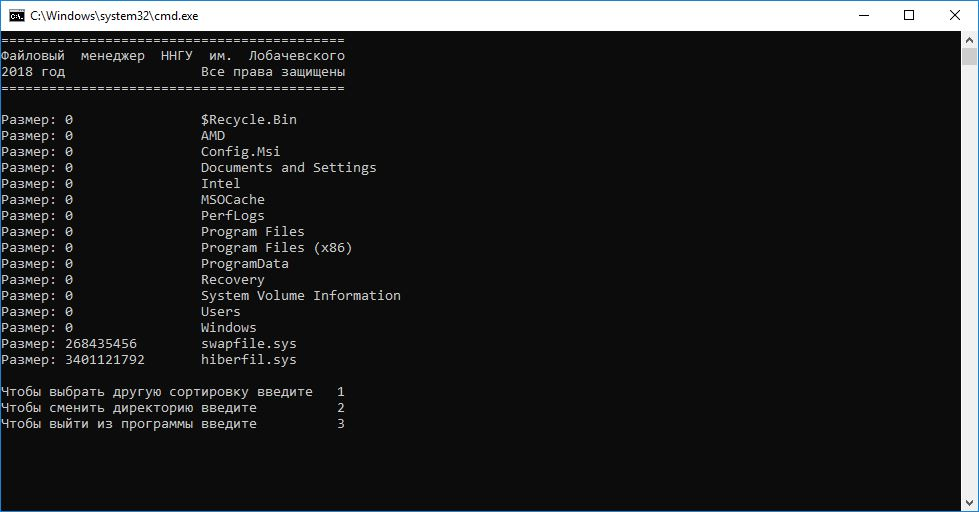 C:\Windows\system32\cmd.exe
===========================================
Файловый  менеджер  ННГУ  им.  Лобачевского
2018 год                 Все права защищены
===========================================
Размер: 0                $Recycle.Bin
Размер: 0                AMD
Размер: 0                Config.Msi
Размер: 0                Documents and Settings
Размер: 0                Intel
Размер: 0                MSOCache
Размер: 0                PerfLogs
Размер: 0                Program Files
Размер: 0                Program Files (x86)
Размер: 0                ProgramData
Размер: 0                Recovery
Размер: 0                System Volume Information
Размер: 0                Users
Размер: 0                Windows
Размер: 268435456        swapfile.sys
Размер: 3401121792       hiberfil.sys
Чтобы выбрать другую сортировку введите   1
Чтобы сменить директорию введите          2
Чтобы выйти из программы введите          3